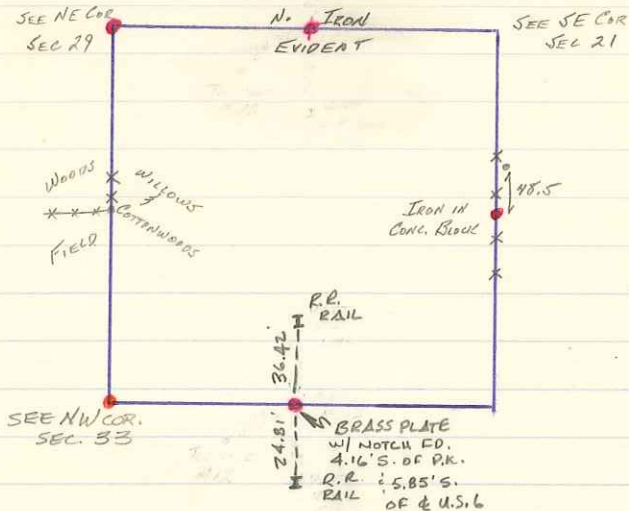 SEE NE COR
SEC 29
N. IRON
EVIDENT
SEE SE COR
SEC 21
WOODS
WILLOWS
COTTONWOODS
FIELD
48.5
IRON IN
CONC. BLOCK
R.R.
RAIL
36.42'
SEE NW COR.
SEC. 33
24.81'
BRASS PLATE
W/ NOTCH FD.
4.16' S. OF P.K.
R.R.
RAIL
& 5.85' S.
OF ℄ U.S. 6